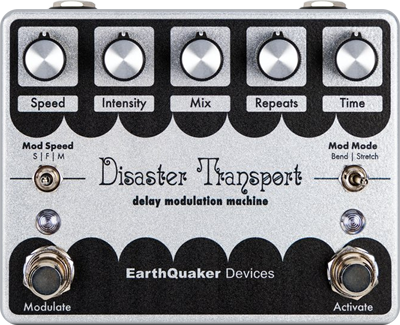 Speed Intensity Mix Repeats Time
Mod Speed
S | F | M
Mod Mode
Bend | Stretch
Disaster Transport
delay modulation machine
EarthQuaker Devices
Modulate
Activate